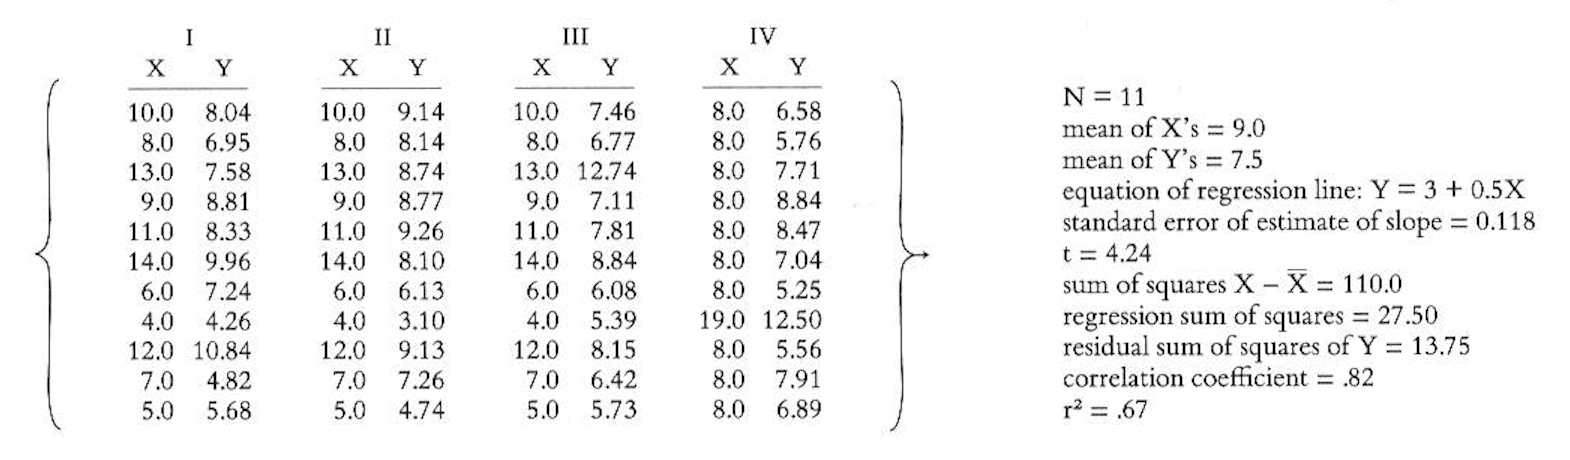 I II III IV
X Y X Y X Y X Y
10.0 8.04 10.0 9.14 10.0 7.46 8.0 6.58
8.0 6.95 8.0 8.14 8.0 6.77 8.0 5.76
13.0 7.58 13.0 8.74 13.0 12.74 8.0 7.71
9.0 8.81 9.0 8.77 9.0 7.11 8.0 8.84
11.0 8.33 11.0 9.26 11.0 7.81 8.0 8.47
14.0 9.96 14.0 8.10 14.0 8.84 8.0 7.04
6.0 7.24 6.0 6.13 6.0 6.08 8.0 5.25
4.0 4.26 4.0 3.10 4.0 5.39 19.0 12.50
12.0 10.84 12.0 9.13 12.0 8.15 8.0 5.56
7.0 4.82 7.0 7.26 7.0 6.42 8.0 7.91
5.0 5.68 5.0 4.74 5.0 5.73 8.0 6.89
N = 11
mean of X's = 9.0
mean of Y's = 7.5
equation of regression line: Y = 3 + 0.5X
standard error of estimate of slope = 0.118
t = 4.24
sum of squares X – X̄ = 110.0
regression sum of squares = 27.50
residual sum of squares of Y = 13.75
correlation coefficient = .82
r² = .67